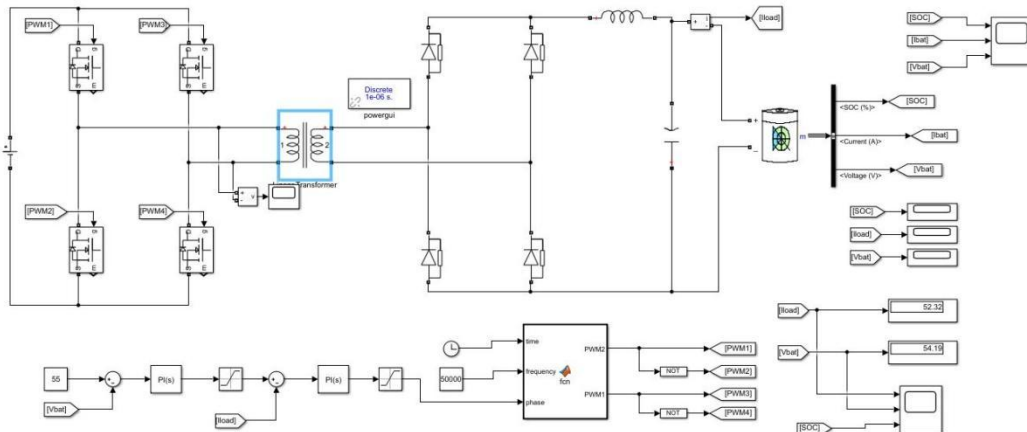 [PWM1]
[PWM3]
[Iload]
[SOC]
[Ibat]
[Vbat]
Discrete
1e-06 s.
powergui
1
2
m
<SOC (%)>
[SOC]
<Current (A)>
[Ibat]
<Voltage (V)>
[Vbat]
v
[PWM2]
[PWM4]
[SOC]
[Iload]
[Vbat]
[Iload]
52.32
[Vbat]
54.19
[SOC]
55
PI(s)
PI(s)
[Vbat]
[Iload]
50000
time
frequency
phase
fcn
PWM2
PWM1
[PWM1]
NOT
[PWM2]
[PWM3]
NOT
[PWM4]